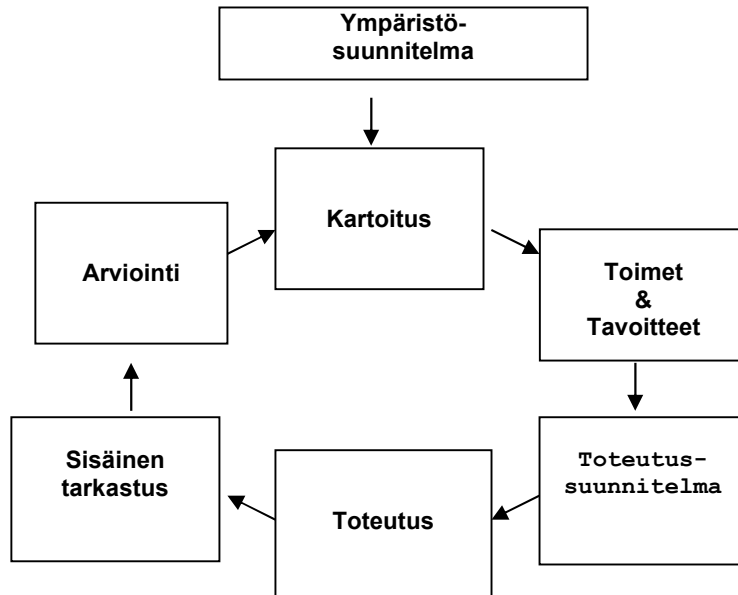 Ympäristö-
suunnitelma
Kartoitus
Arviointi
Toimet
&
Tavoitteet
Sisäinen
tarkastus
Toteutus-
suunnitelma
Toteutus